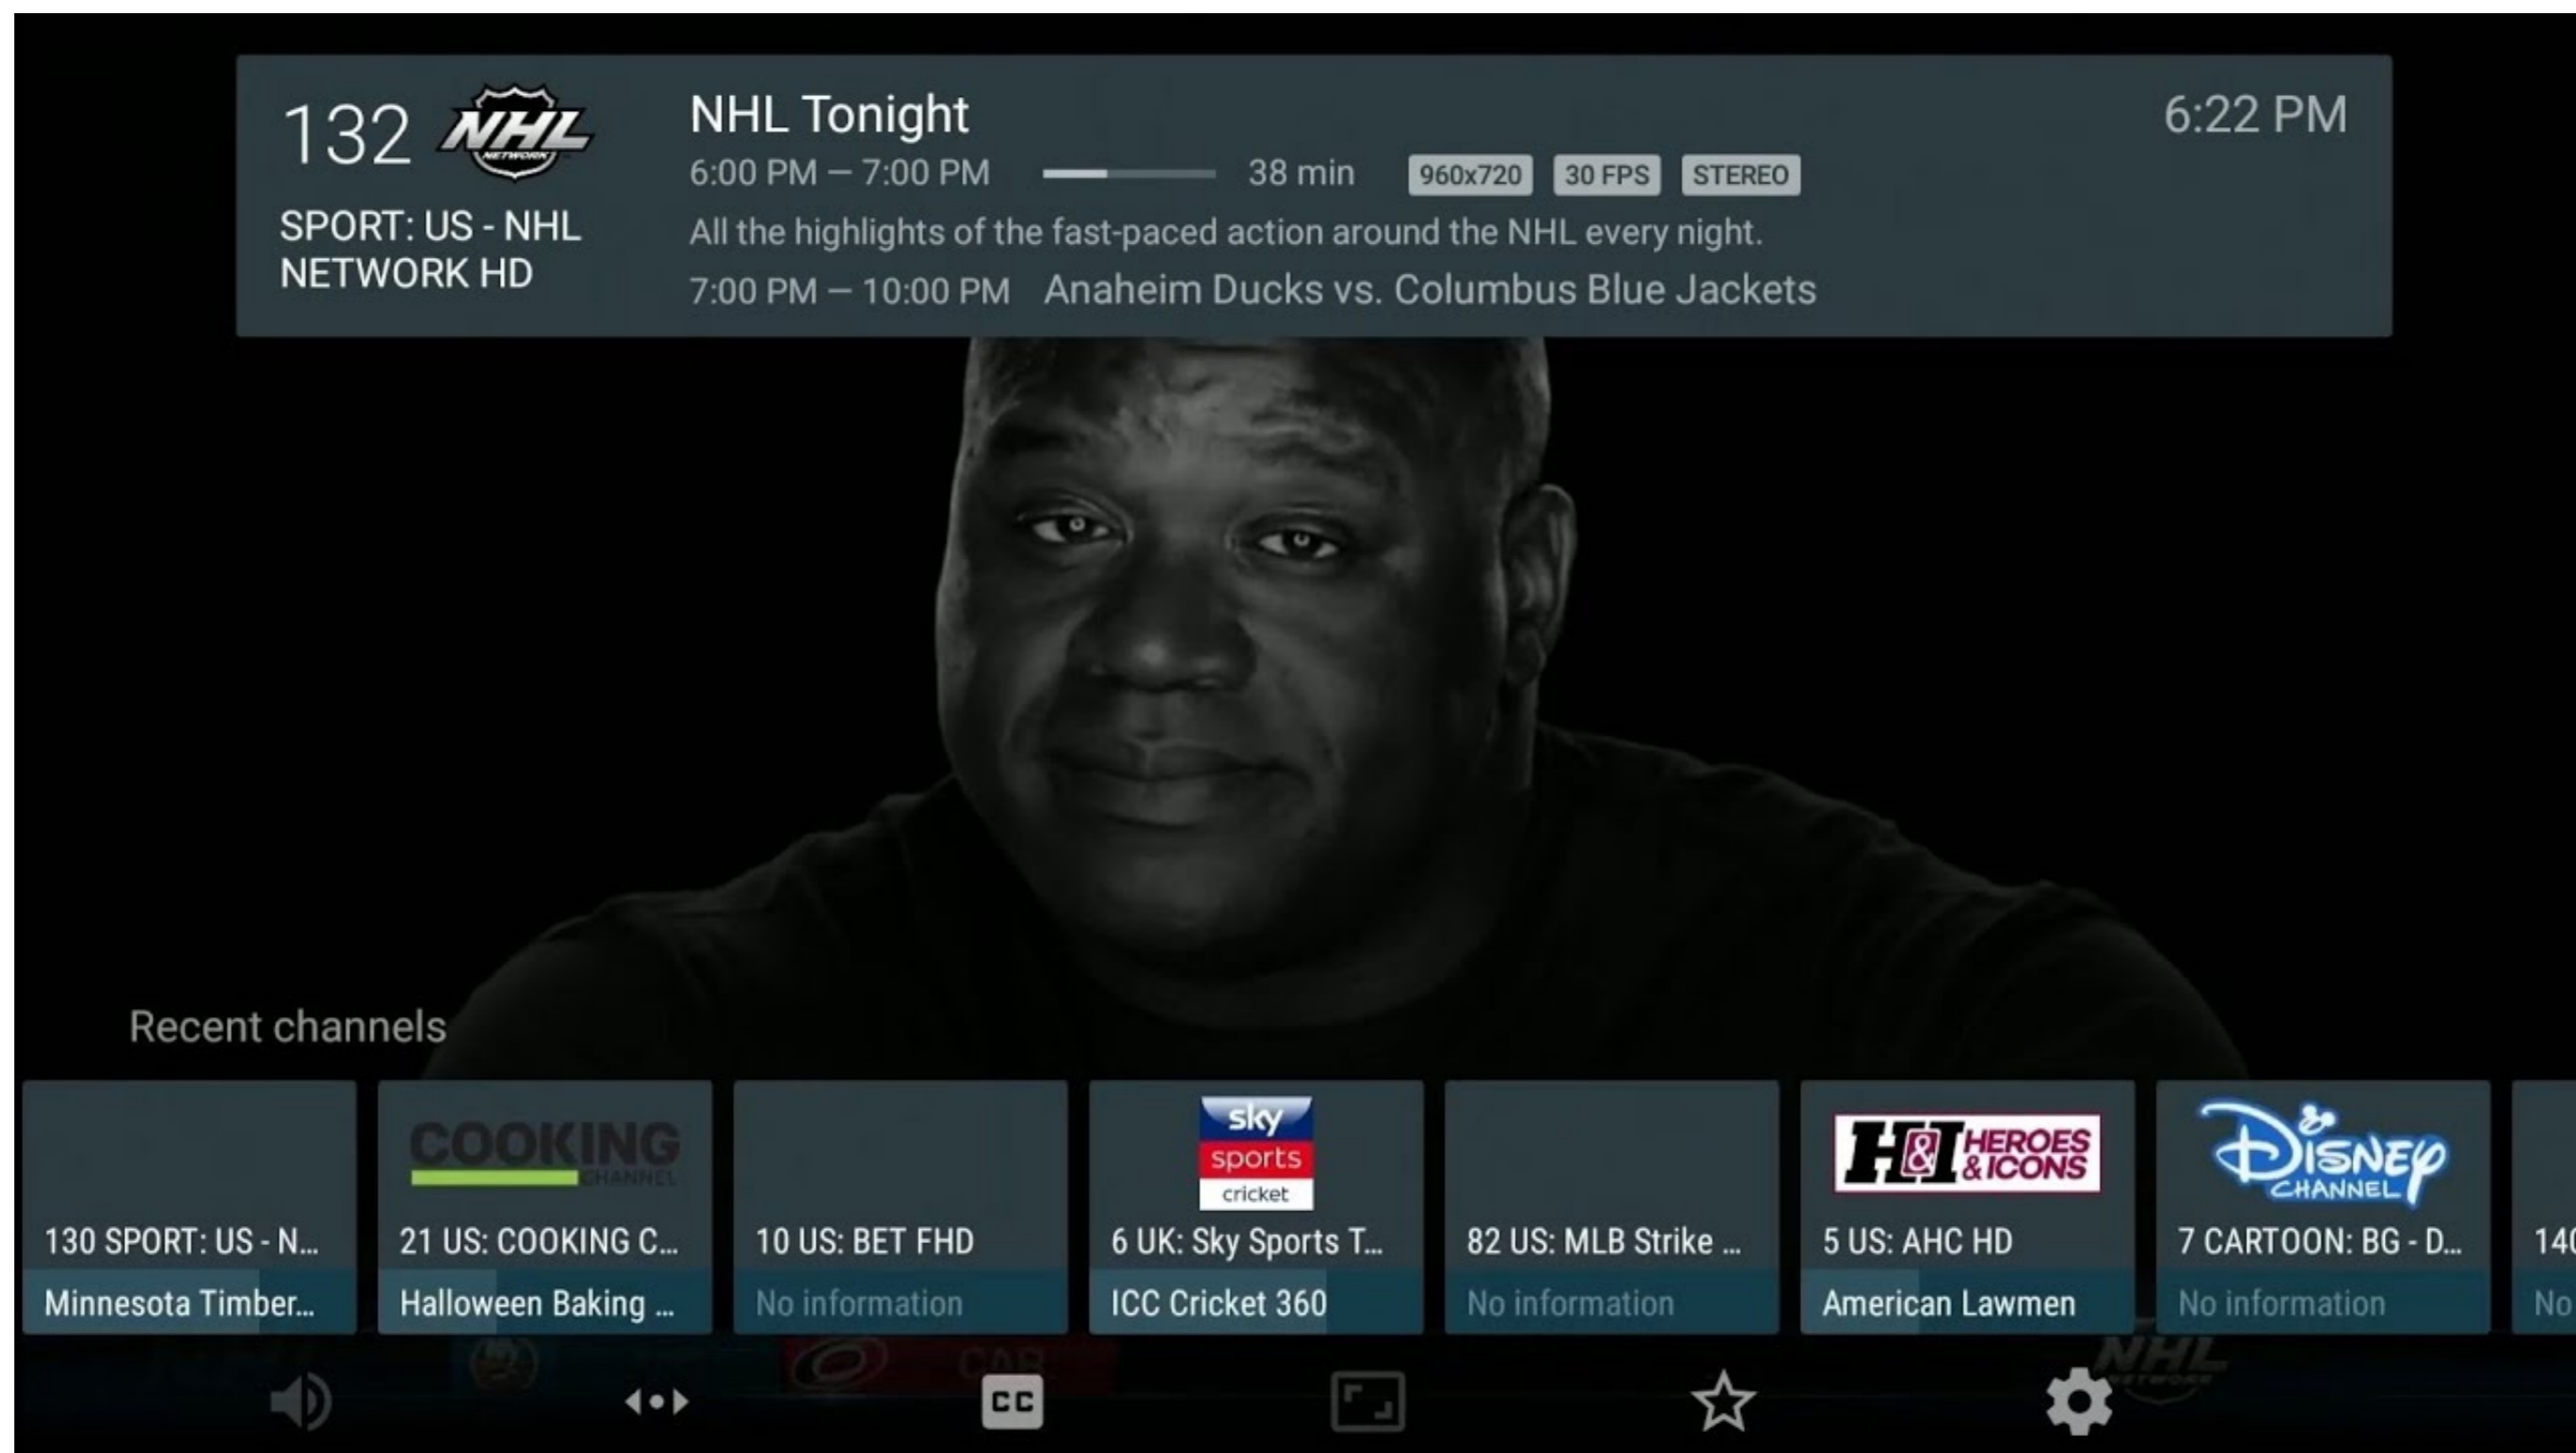 132
NHL
NETWORK
SPORT: US - NHL
NETWORK HD
NHL Tonight
6:22 PM
6:00 PM — 7:00 PM 38 min 960x720 30 FPS STEREO
All the highlights of the fast-paced action around the NHL every night.
7:00 PM — 10:00 PM Anaheim Ducks vs. Columbus Blue Jackets
Recent channels
COOKING
CHANNEL
sky
sports
cricket
H&I HEROES
& ICONS
DISNEY
CHANNEL
130 SPORT: US - N...
21 US: COOKING C...
10 US: BET FHD
6 UK: Sky Sports T...
82 US: MLB Strike ...
5 US: AHC HD
7 CARTOON: BG - D...
140
Minnesota Timber...
Halloween Baking ...
No information
ICC Cricket 360
No information
American Lawmen
No information
No
CAR
NHL
NETWORK
CC